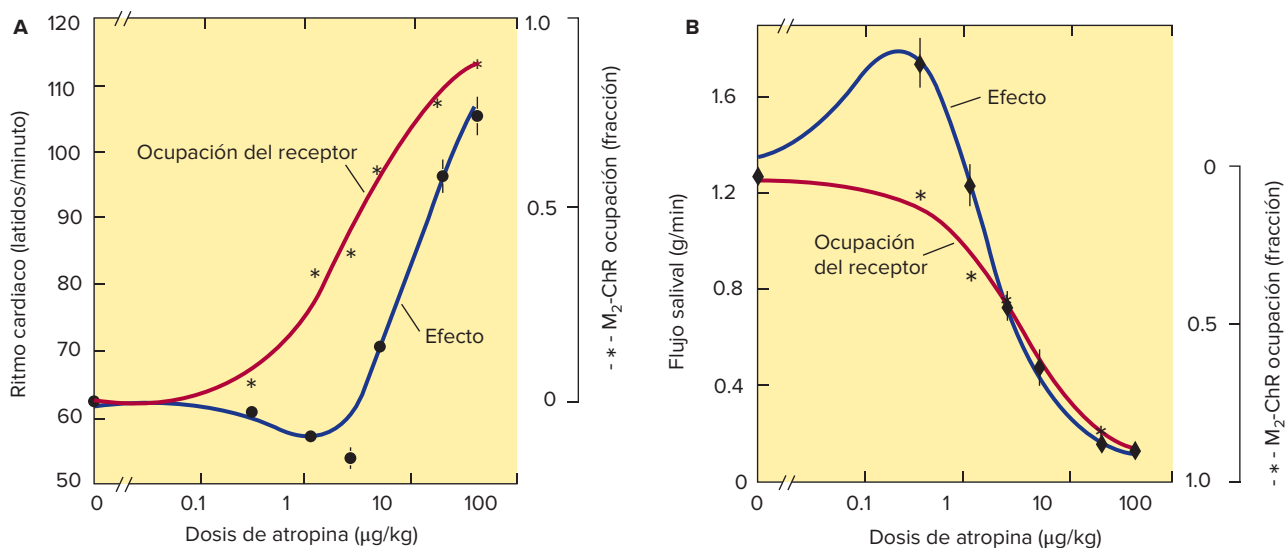 A
120
110
100
90
80
70
60
50
Ritmo cardiaco (latidos/minuto)
Ocupación del receptor
Efecto
1.0
0.5
0
- * - M₂-ChR ocupación (fracción)
0
0.1
1
10
100
Dosis de atropina (μg/kg)
B
1.6
1.2
0.8
0.4
0
Flujo salival (g/min)
Efecto
Ocupación
del receptor
0
0.5
1.0
- * - M₂-ChR ocupación (fracción)
0
0.1
1
10
100
Dosis de atropina (μg/kg)